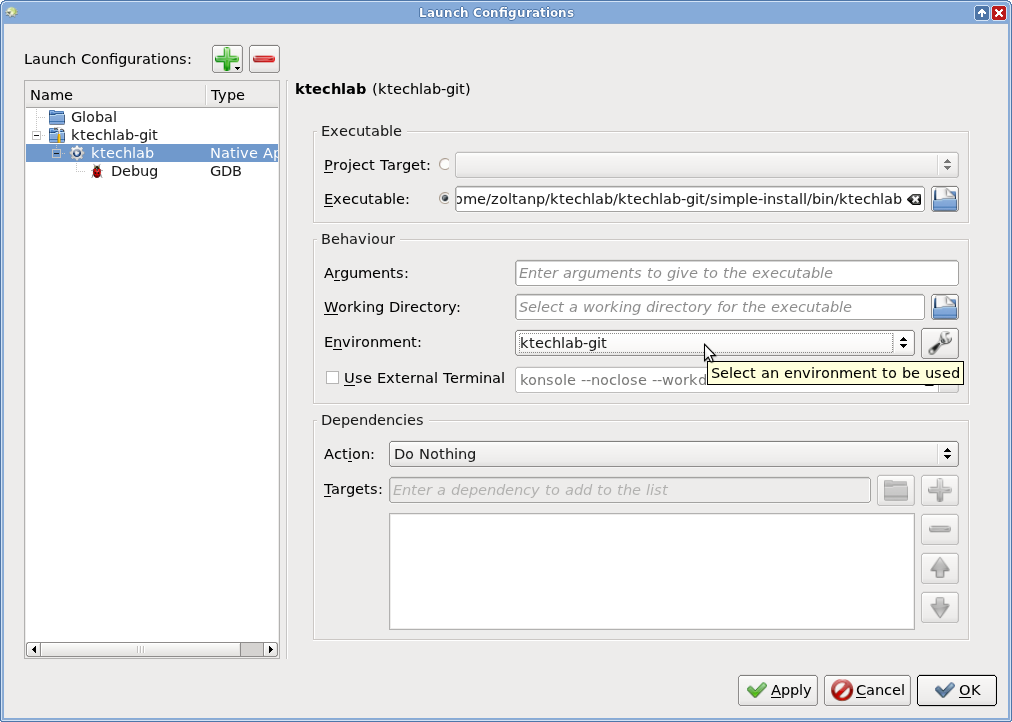 Launch Configurations
Launch Configurations:
Name Type
Global
ktechlab-git
ktechlab Native Ap
Debug GDB
ktechlab (ktechlab-git)
Executable
Project Target:
Executable: ome/zoltanp/ktechlab/ktechlab-git/simple-install/bin/ktechlab
Behaviour
Arguments: Enter arguments to give to the executable
Working Directory: Select a working directory for the executable
Environment: ktechlab-git
Select an environment to be used
Use External Terminal konsole --noclose --workd
Dependencies
Action: Do Nothing
Targets: Enter a dependency to add to the list
Apply Cancel OK